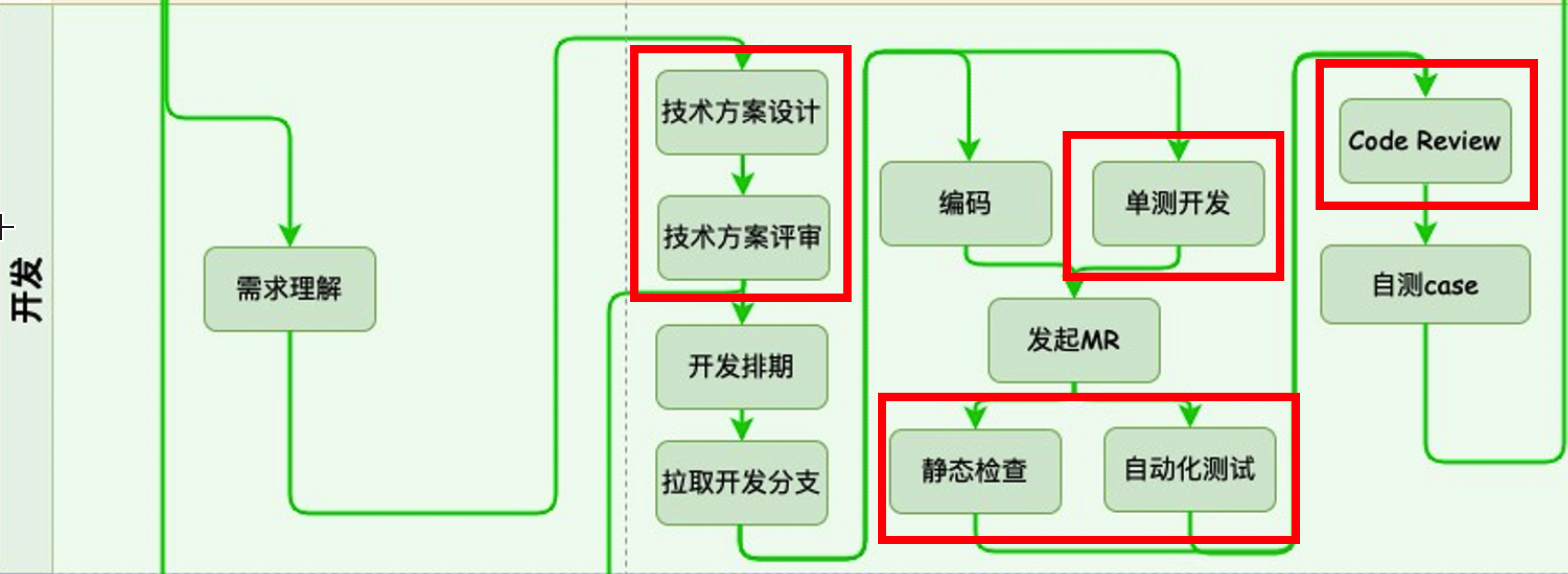 开发
需求理解
技术方案设计
技术方案评审
开发排期
拉取开发分支
编码
单测开发
发起MR
静态检查
自动化测试
Code Review
自测case